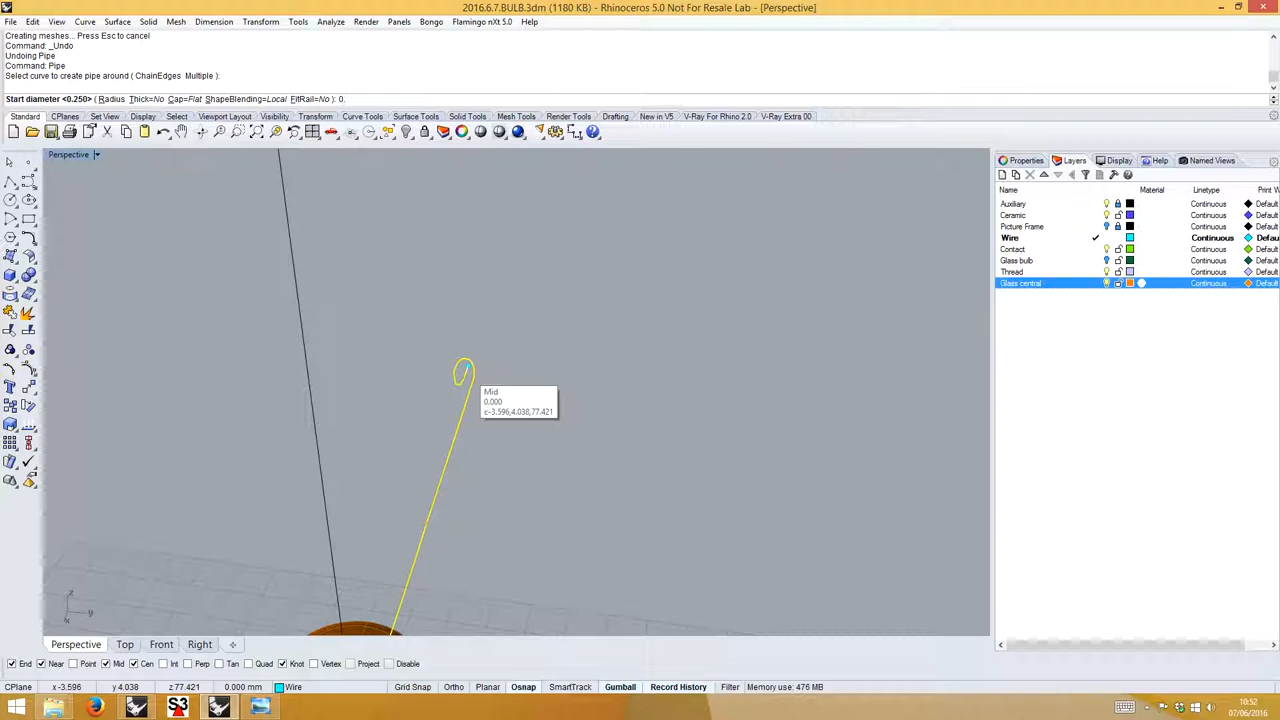 2016.6.7.BULB.3dm (1180 KB) - Rhinoceros 5.0 Not For Resale Lab - [Perspective]
File Edit View Curve Surface Solid Mesh Dimension Transform Tools Analyze Render Panels Bongo Flamingo nXt 5.0 Help
Creating meshes... Press Esc to cancel
Command: _Undo
Undoing Pipe
Command: Pipe
Select curve to create pipe around ( ChainEdges Multiple ):
Start diameter <0.250> ( Radius Thick=No Cap=Flat ShapeBlending=Local FitRail=No ): 0.
Standard CPlanes Set View Display Select Viewport Layout Visibility Transform Curve Tools Surface Tools Solid Tools Mesh Tools Render Tools Drafting New in V5 V-Ray For Rhino 2.0 V-Ray Extra 00
Perspective
Properties Layers Display Help Named Views
Name Material Linetype Print W
Auxiliary Continuous Default
Ceramic Continuous Default
Picture Frame Continuous Default
Wire Continuous Defau
Contact Continuous Default
Glass bulb Continuous Default
Thread Continuous Default
Glass central Continuous Default
Mid
0.000
c-3.596,4.038,77.421
z
y
x
Perspective Top Front Right
End Near Point Mid Cen Int Perp Tan Quad Knot Vertex Project Disable
CPlane x -3.596 y 4.038 z 77.421 0.000 mm Wire Grid Snap Ortho Planar Osnap SmartTrack Gumball Record History Filter Memory use: 476 MB
S3
10:52
07/06/2016